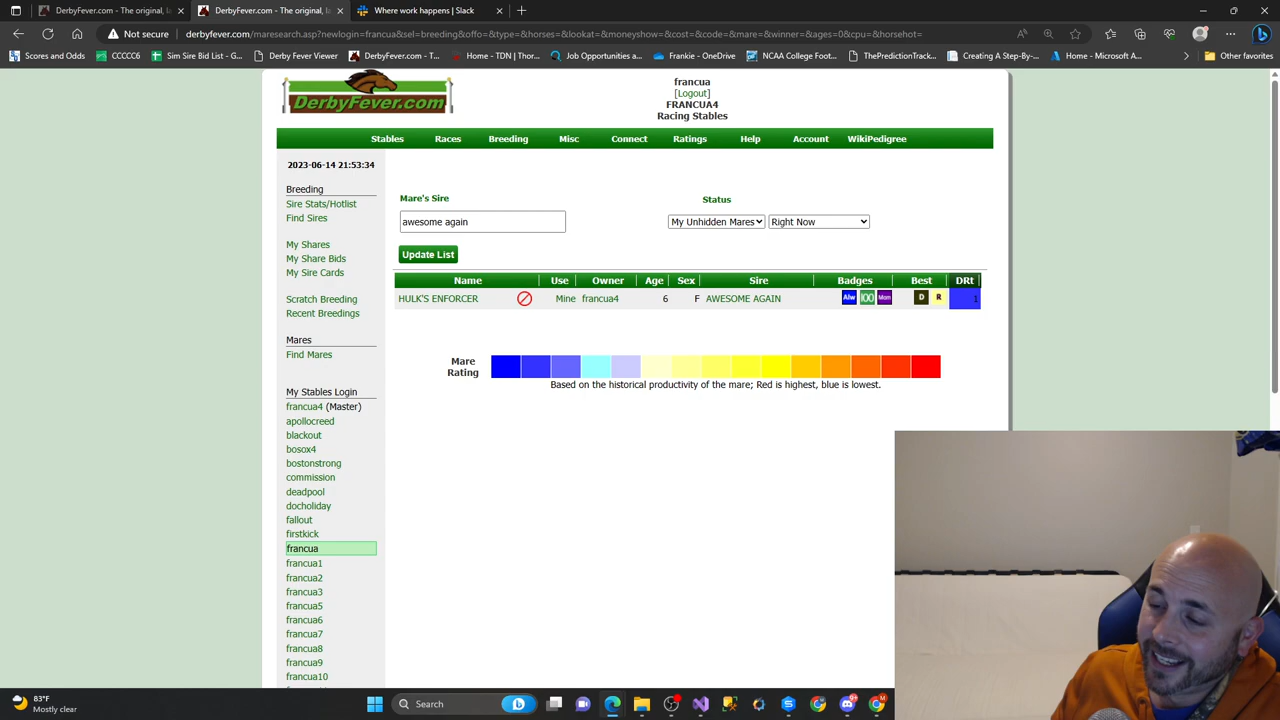 DerbyFever.com - The original, la
DerbyFever.com - The original, la
Where work happens | Slack
Not secure
derbyfever.com/maresearch.asp?newlogin=francua&sel=breeding&offo=&type=&horses=&lookat=&moneyshow=&cost=&code=&mare=&winner=&ages=0&cpu=&horsehot=
Scores and Odds CCCCC6 Sim Sire Bid List - G... DerbyFever.com - T... Home - TDN | Thor... Job Opportunities a... Frankie - OneDrive NCAA College Foot... ThePredictionTrack... Creating A Step-By-... Home - Microsoft A... Other favorites
DerbyFever.com
francua
[Logout]
FRANCUA4
Racing Stables
Stables Races Breeding Misc Connect Ratings Help Account WikiPedigree
2023-06-14 21:53:34
Breeding
Sire Stats/Hotlist
Find Sires
My Shares
My Share Bids
My Sire Cards
Scratch Breeding
Recent Breedings
Mares
Find Mares
My Stables Login
francua4 (Master)
apollocreed
blackout
bosox4
bostonstrong
commission
deadpool
docholiday
fallout
firstkick
francua
francua1
francua2
francua3
francua5
francua6
francua7
francua8
francua9
francua10
Mare's Sire
Status
awesome again
My Unhidden Mares
Right Now
Update List
Name Use Owner Age Sex Sire Badges Best DRt
HULK'S ENFORCER Mine francua4 6 F AWESOME AGAIN Alw 100 Mom D R 1
Mare
Rating
Based on the historical productivity of the mare; Red is highest, blue is lowest.
83°F
Mostly clear
Search